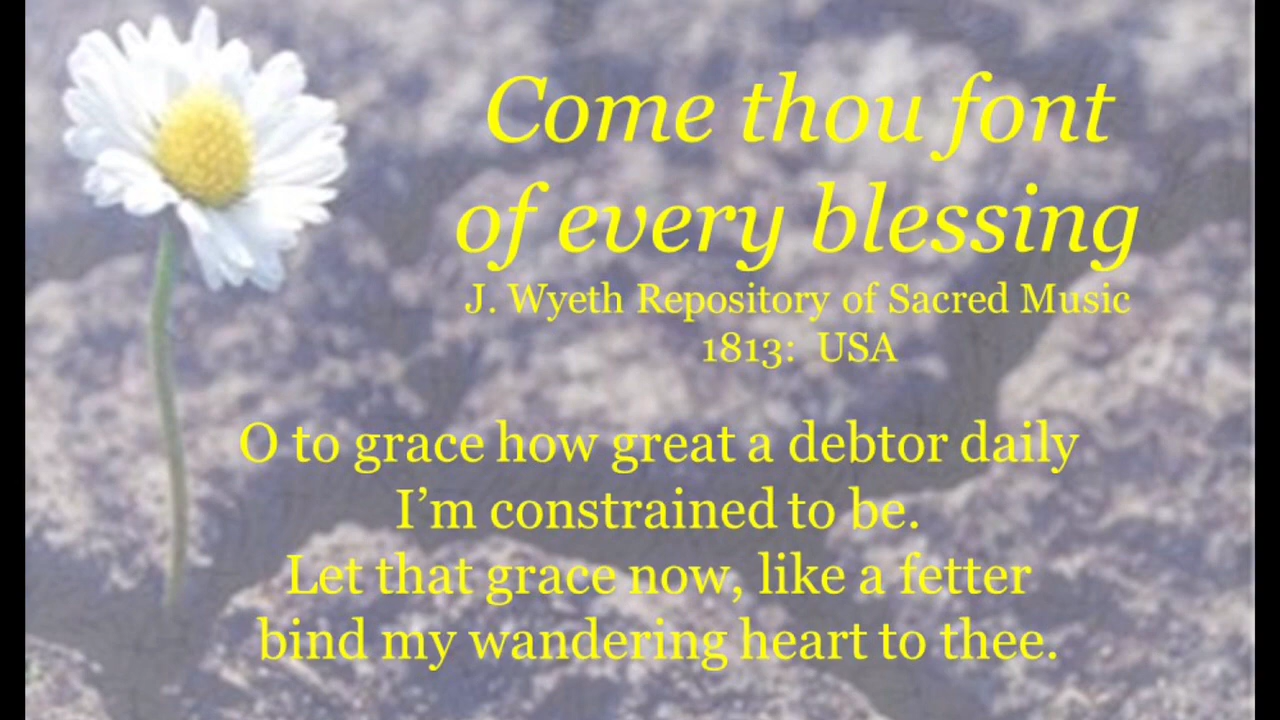 Come thou font
of every blessing
J. Wyeth Repository of Sacred Music
1813:  USA
O to grace how great a debtor daily
I’m constrained to be.
Let that grace now, like a fetter
bind my wandering heart to thee.